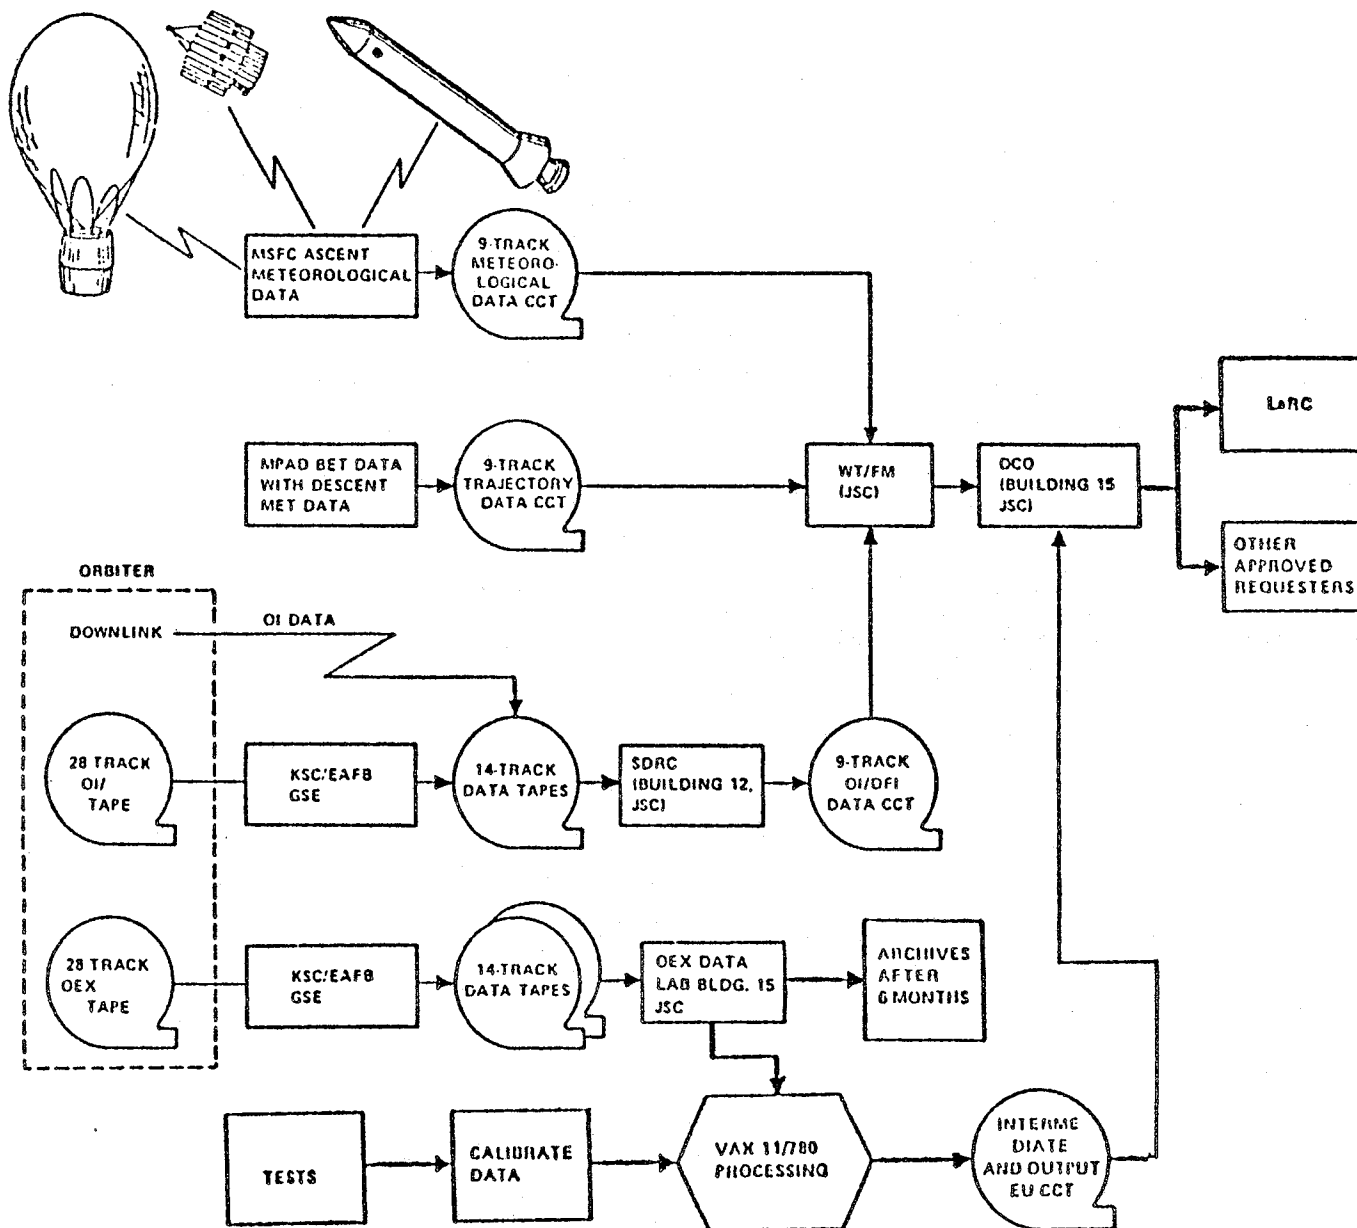 MSFC ASCENT
METEOROLOGICAL
DATA
9-TRACK
METEORO-
LOGICAL
DATA CCT
MPAD BET DATA
WITH DESCENT
MET DATA
9-TRACK
TRAJECTORY
DATA CCT
WT/FM
(JSC)
DCO
(BUILDING 15
JSC)
LaRC
OTHER
APPROVED
REQUESTERS
ORBITER
DOWNLINK
OI DATA
28 TRACK
OI/
TAPE
KSC/EAFB
GSE
14-TRACK
DATA TAPES
SDRC
(BUILDING 12,
JSC)
9-TRACK
OI/DFI
DATA CCT
28 TRACK
OEX
TAPE
KSC/EAFB
GSE
14-TRACK
DATA TAPES
OEX DATA
LAB BLDG. 15
JSC
ARCHIVES
AFTER
6 MONTHS
TESTS
CALIBRATE
DATA
VAX 11/780
PROCESSING
INTERME
DIATE
AND OUTPUT
EU CCT